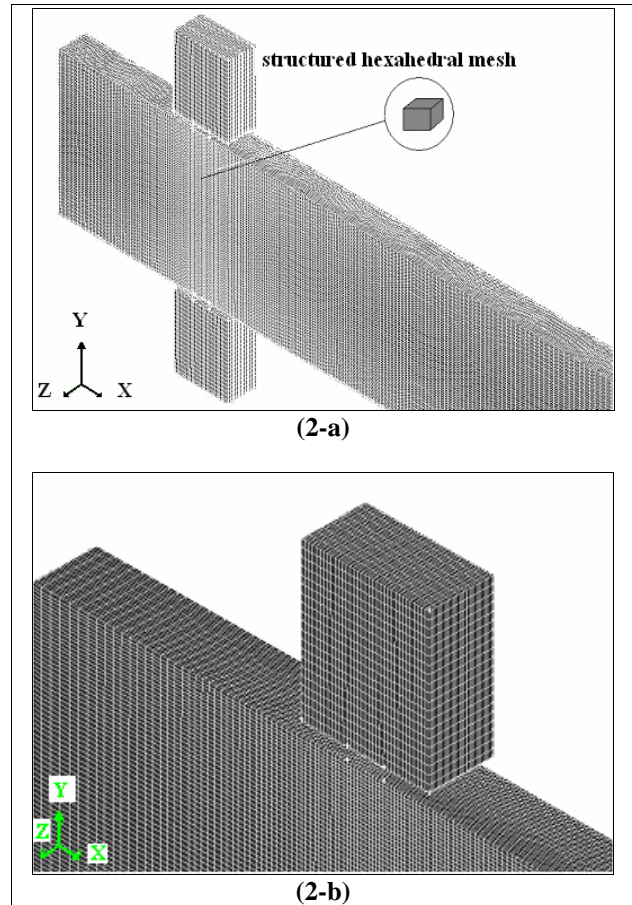 structured hexahedral mesh
Y
Z X
(2-a)
Y
Z
X
(2-b)